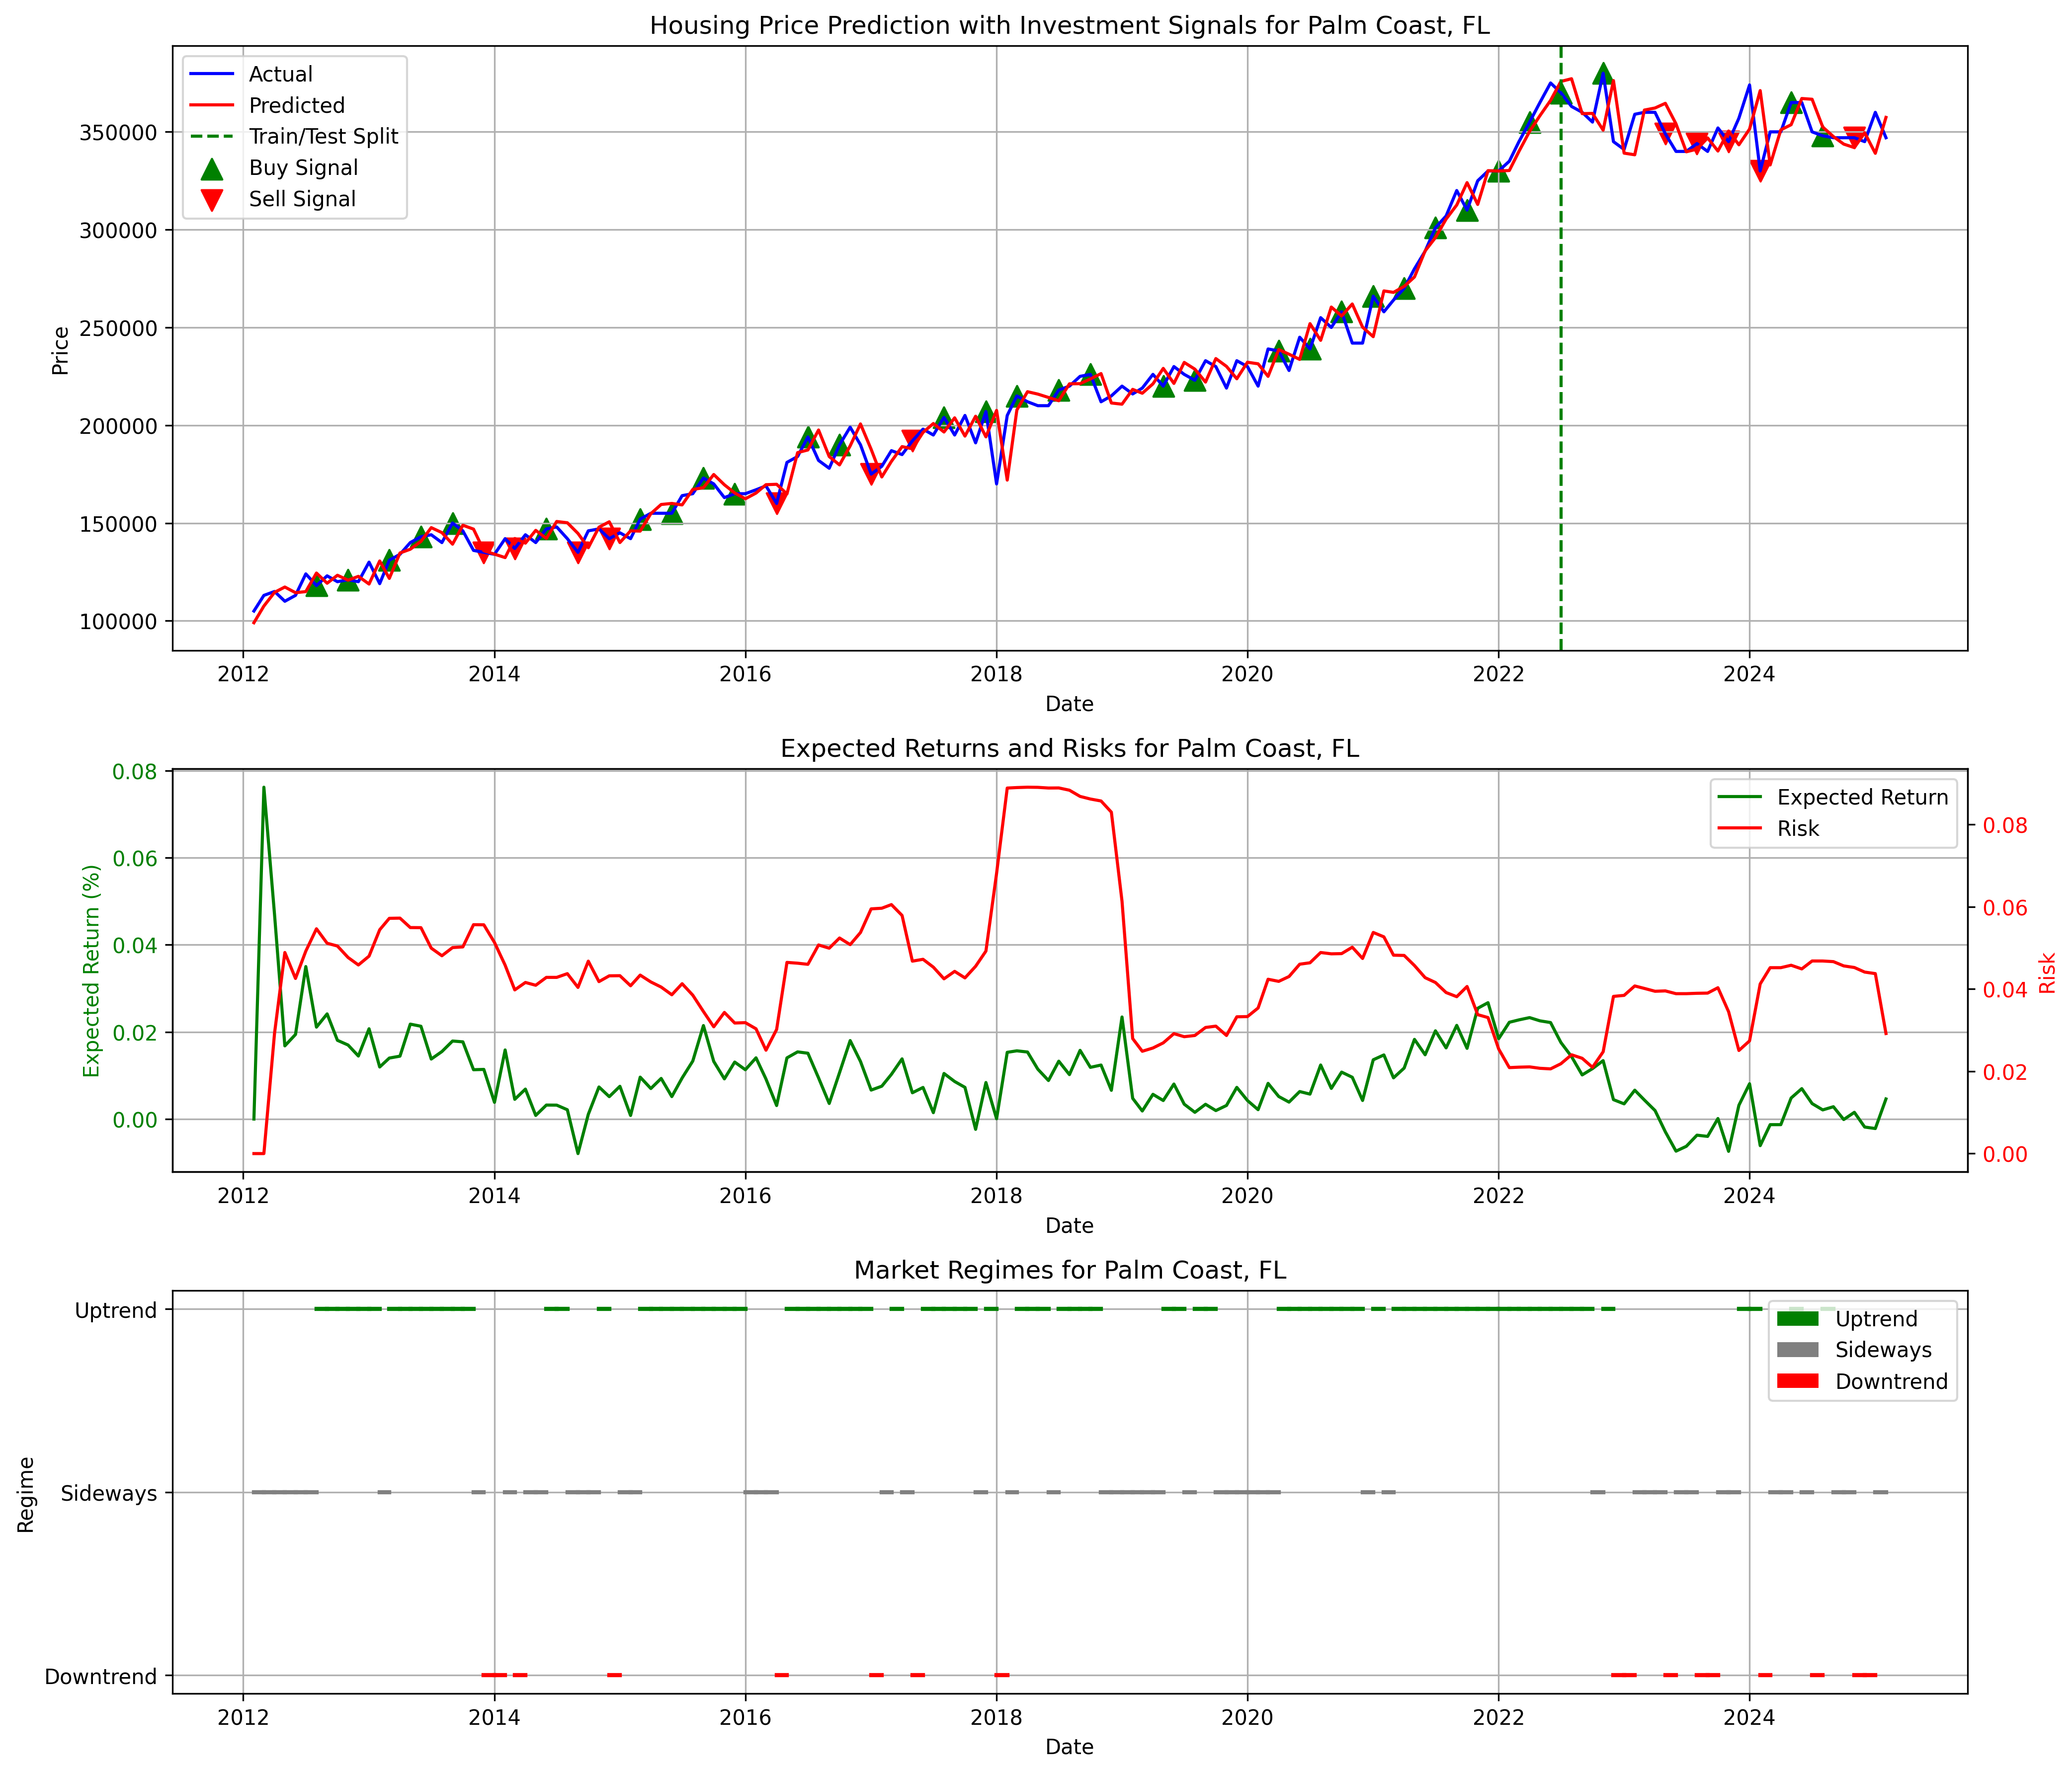 Housing Price Prediction with Investment Signals for Palm Coast, FL
Actual
Predicted
Train/Test Split
Buy Signal
Sell Signal
350000
300000
250000
200000
150000
100000
Price
2012 2014 2016 2018 2020 2022 2024
Date
Expected Returns and Risks for Palm Coast, FL
Expected Return
Risk
0.08
0.06
0.04
0.02
0.00
Expected Return (%)
0.08
0.06
0.04
0.02
0.00
Risk
2012 2014 2016 2018 2020 2022 2024
Date
Market Regimes for Palm Coast, FL
Uptrend
Sideways
Downtrend
Uptrend
Sideways
Downtrend
Regime
2012 2014 2016 2018 2020 2022 2024
Date